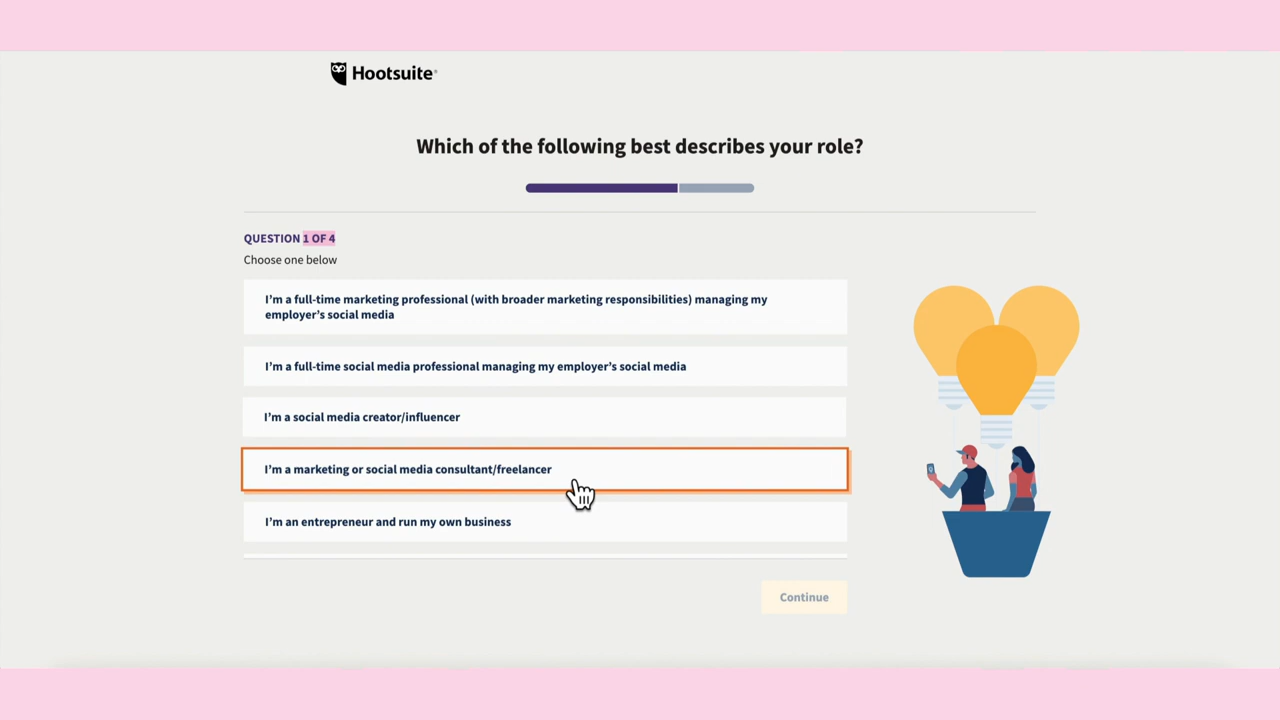 Hootsuite®
Which of the following best describes your role?
QUESTION 1 OF 4
Choose one below
I'm a full-time marketing professional (with broader marketing responsibilities) managing my
employer's social media
I'm a full-time social media professional managing my employer's social media
I'm a social media creator/influencer
I'm a marketing or social media consultant/freelancer
I'm an entrepreneur and run my own business
Continue